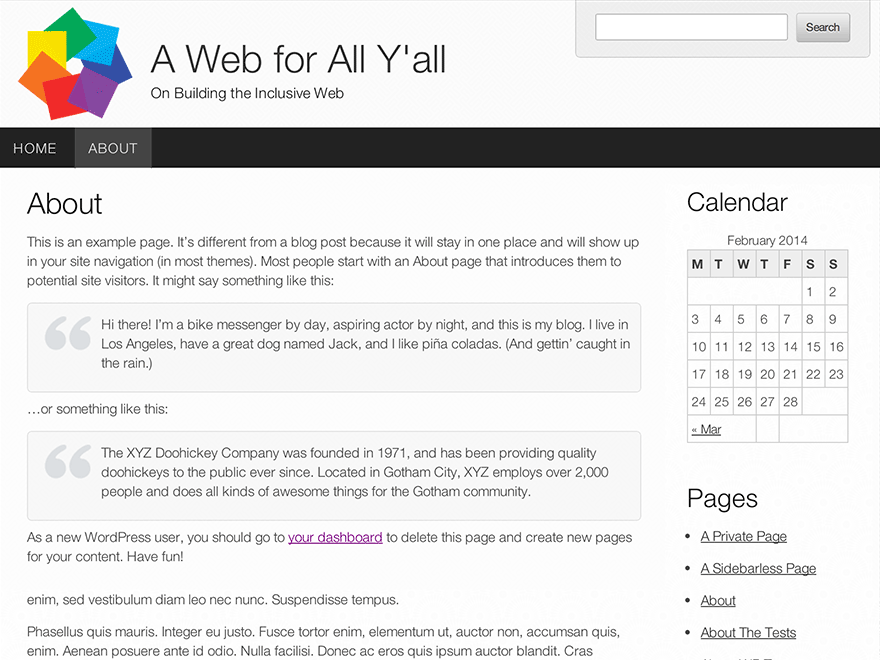 A Web for All Y'all
On Building the Inclusive Web
Search
HOME
ABOUT
About
This is an example page. It’s different from a blog post because it will stay in one place and will show up
in your site navigation (in most themes). Most people start with an About page that introduces them to
potential site visitors. It might say something like this:
Hi there! I’m a bike messenger by day, aspiring actor by night, and this is my blog. I live in
Los Angeles, have a great dog named Jack, and I like piña coladas. (And gettin’ caught in
the rain.)
…or something like this:
The XYZ Doohickey Company was founded in 1971, and has been providing quality
doohickeys to the public ever since. Located in Gotham City, XYZ employs over 2,000
people and does all kinds of awesome things for the Gotham community.
As a new WordPress user, you should go to your dashboard to delete this page and create new pages
for your content. Have fun!
enim, sed vestibulum diam leo nec nunc. Suspendisse tempus.
Phasellus quis mauris. Integer eu justo. Fusce tortor enim, elementum ut, auctor non, accumsan quis,
enim. Aenean posuere ante id odio. Nulla facilisi. Donec ac eros quis ipsum auctor blandit. Cras
Calendar
February 2014
M T W T F S S
1 2
3 4 5 6 7 8 9
10 11 12 13 14 15 16
17 18 19 20 21 22 23
24 25 26 27 28
« Mar
Pages
A Private Page
A Sidebarless Page
About
About The Tests